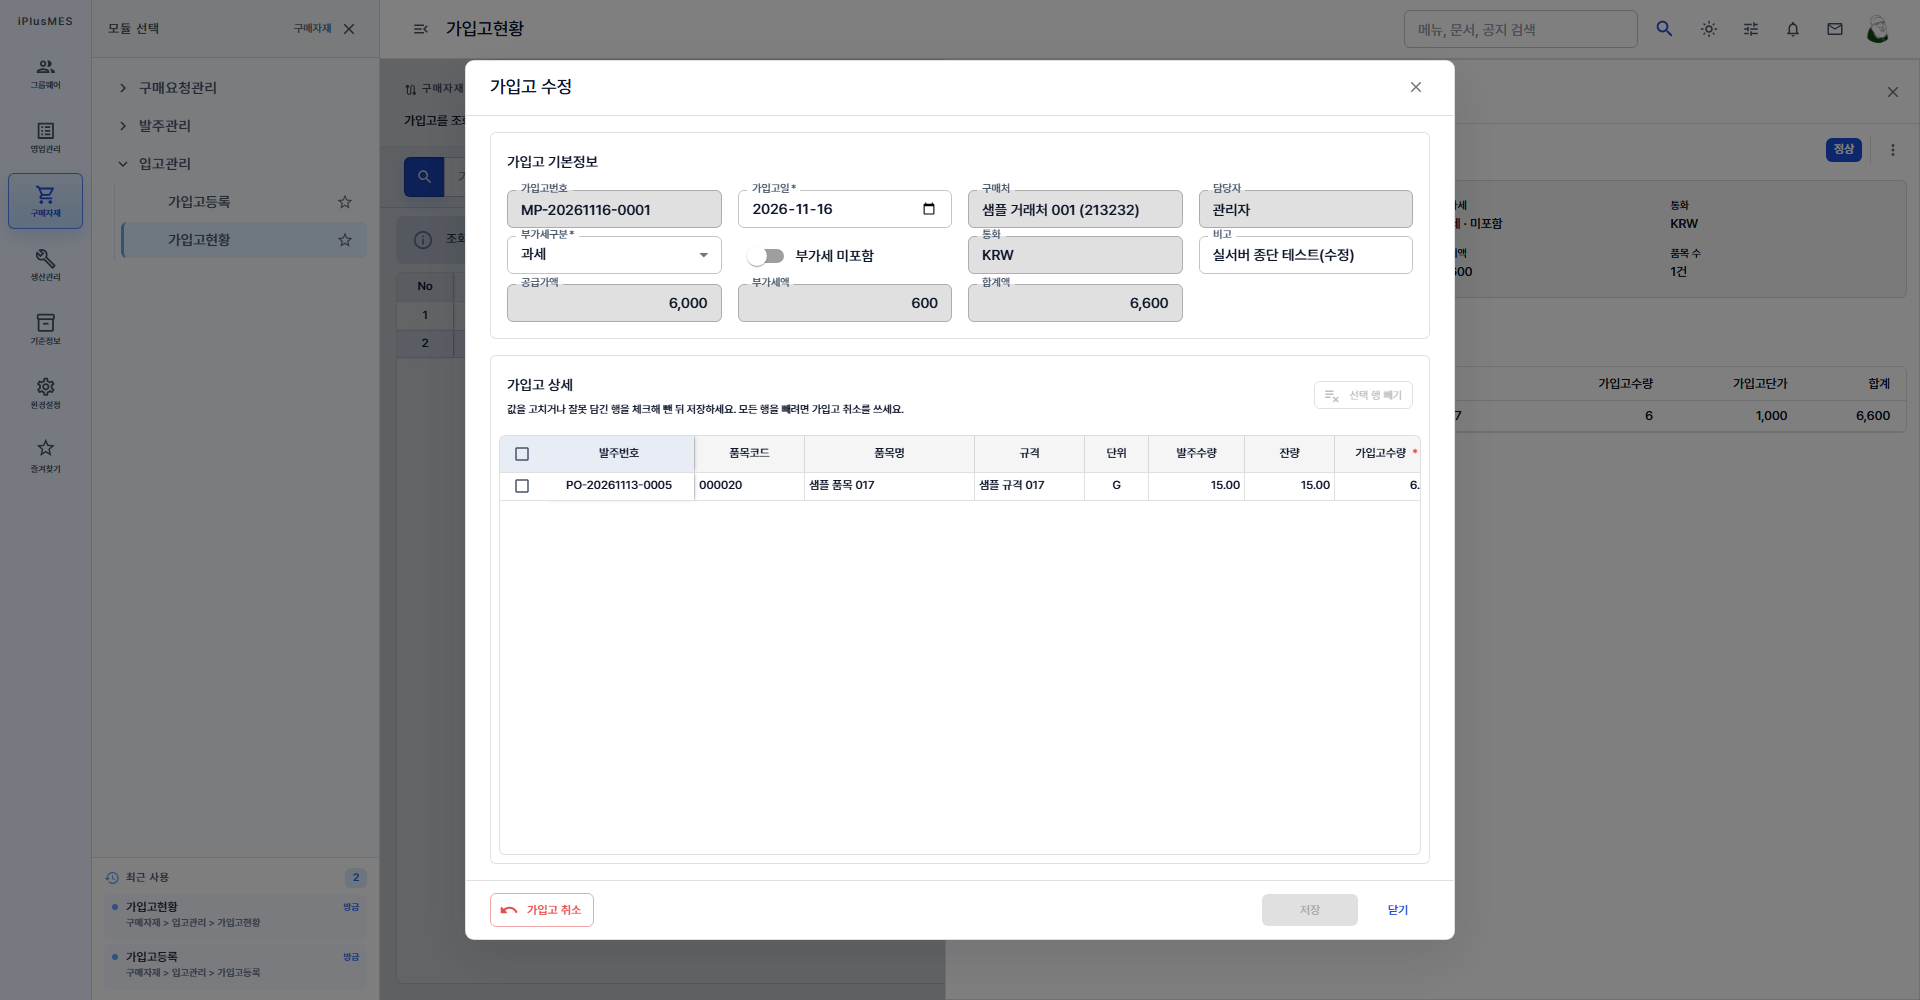 iPlusMES
모듈 선택
구매자재
가입고현황
메뉴, 문서, 공지 검색
그룹웨어
영업관리
구매자재
생산관리
기준정보
환경설정
즐겨찾기
구매요청관리
발주관리
입고관리
가입고등록
가입고현황
최근 사용
2
가입고현황
방금
구매자재 > 입고관리 > 가입고현황
가입고등록
방금
구매자재 > 입고관리 > 가입고등록
구매자재
가입고를
No
1
2
가입고 수정
가입고 기본정보
가입고번호
MP-20261116-0001
가입고일 *
2026-11-16
구매처
샘플 거래처 001 (213232)
담당자
관리자
부가세구분 *
과세
부가세 미포함
통화
KRW
비고
실서버 종단 테스트(수정)
공급가액
6,000
부가세액
600
합계액
6,600
가입고 상세
값을 고치거나 잘못 담긴 행을 체크해 뺀 뒤 저장하세요. 모든 행을 빼려면 가입고 취소를 쓰세요.
선택 행 빼기
발주번호
품목코드
품목명
규격
단위
발주수량
잔량
가입고수량 *
PO-20261113-0005
000020
샘플 품목 017
샘플 규격 017
G
15.00
15.00
6.
가입고 취소
저장
닫기
정상
통화
· 미포함
KRW
품목 수
1건
가입고수량
가입고단가
합계
7
6
1,000
6,600